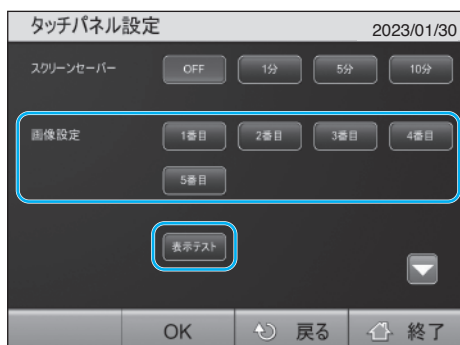 タッチパネル設定 2023/01/30
スクリーンセーバー OFF 1分 5分 10分
画像設定 1番目 2番目 3番目 4番目
5番目
表示テスト
OK 戻る 終了